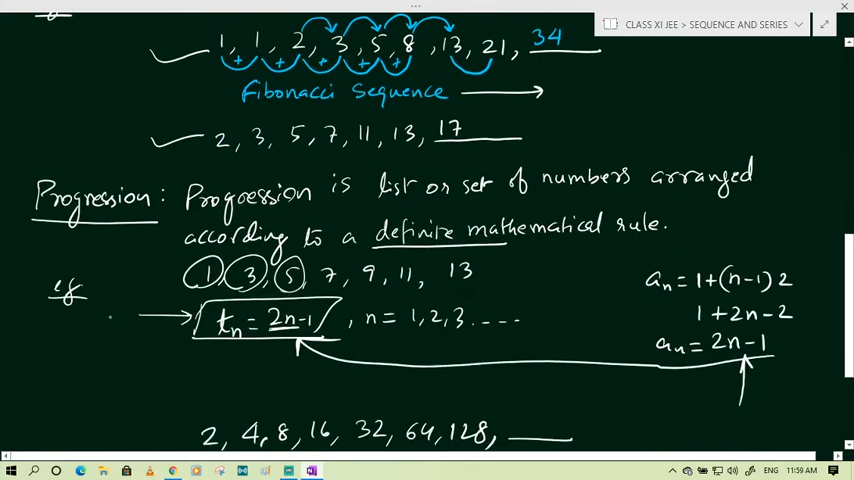 eg
CLASS XI JEE > SEQUENCE AND SERIES
1, 1, 2, 3, 5, 8, 13, 21, 34
+ + + + +
Fibonacci Sequence
2, 3, 5, 7, 11, 13, 17
Progression: Progression is list or set of numbers arranged
according to a definite mathematical rule.
eg 1, 3, 5, 7, 9, 11, 13
tn = 2n-1, n = 1, 2, 3 ....
an = 1+(n-1)2
1 + 2n - 2
an = 2n - 1
2, 4, 8, 16, 32, 64, 128,
ENG 11:59 AM